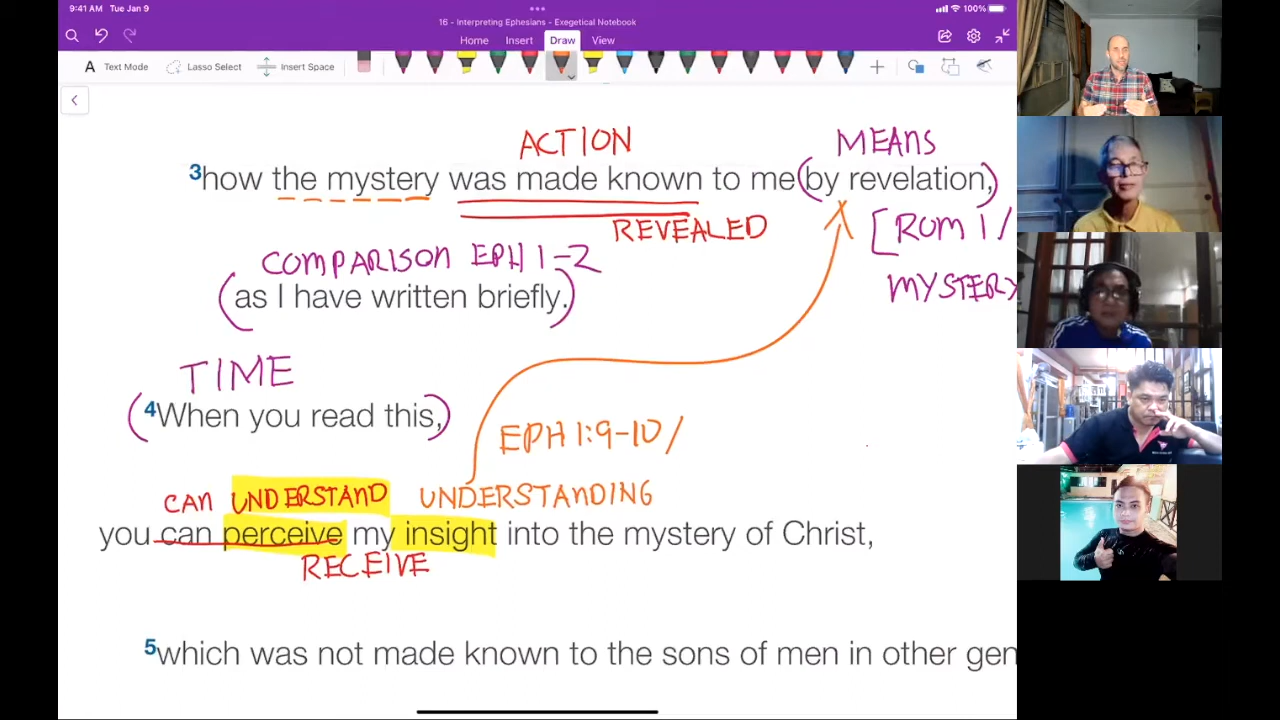 9:41 AM Tue Jan 9
100%
16 - Interpreting Ephesians - Exegetical Notebook
Home Insert Draw View
A Text Mode Lasso Select Insert Space
ACTION
MEANS
3how the mystery was made known to me (by revelation,)
REVEALED
[ROM 1/
MYSTERY
COMPARISON EPH 1-2
(as I have written briefly.)
TIME
(4When you read this,)
EPH 1:9-10/
CAN UNDERSTAND UNDERSTANDING
you can perceive my insight into the mystery of Christ,
RECEIVE
5which was not made known to the sons of men in other gen